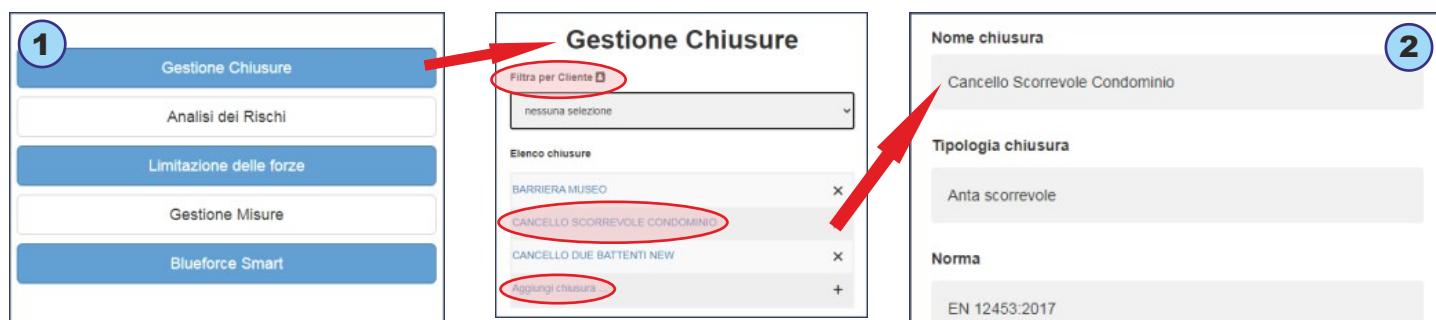 1
Gestione Chiusure
Analisi dei Rischi
Limitazione delle forze
Gestione Misure
Blueforce Smart
Gestione Chiusure
Filtra per Cliente
nessuna selezione
Elenco chiusure
BARRIERA MUSEO ×
CANCELLO SCORREVOLE CONDOMINIO
CANCELLO DUE BATTENTI NEW ×
Aggiungi chiusura ... +
2
Nome chiusura
Cancello Scorrevole Condominio
Tipologia chiusura
Anta scorrevole
Norma
EN 12453:2017